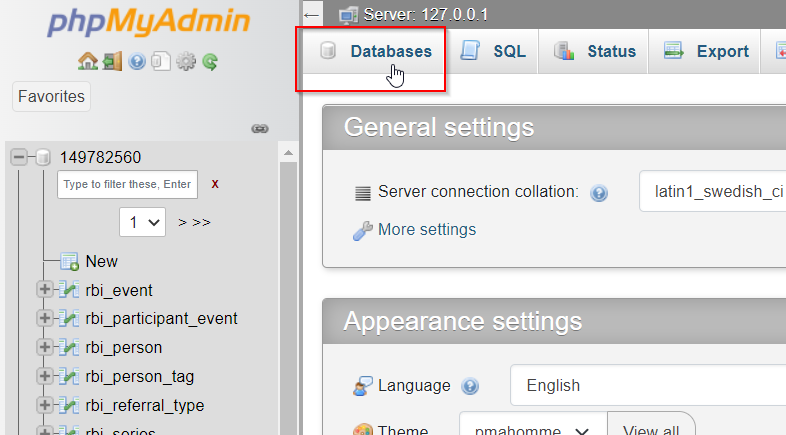 phpMyAdmin
Favorites
149782560
Type to filter these, Enter
X
1
> >>
New
rbi_event
rbi_participant_event
rbi_person
rbi_person_tag
rbi_referral_type
rbi_series
←
Server: 127.0.0.1
Databases
SQL
Status
Export
General settings
Server connection collation:
latin1_swedish_ci
More settings
Appearance settings
Language
English
Theme
pmahomme
View all